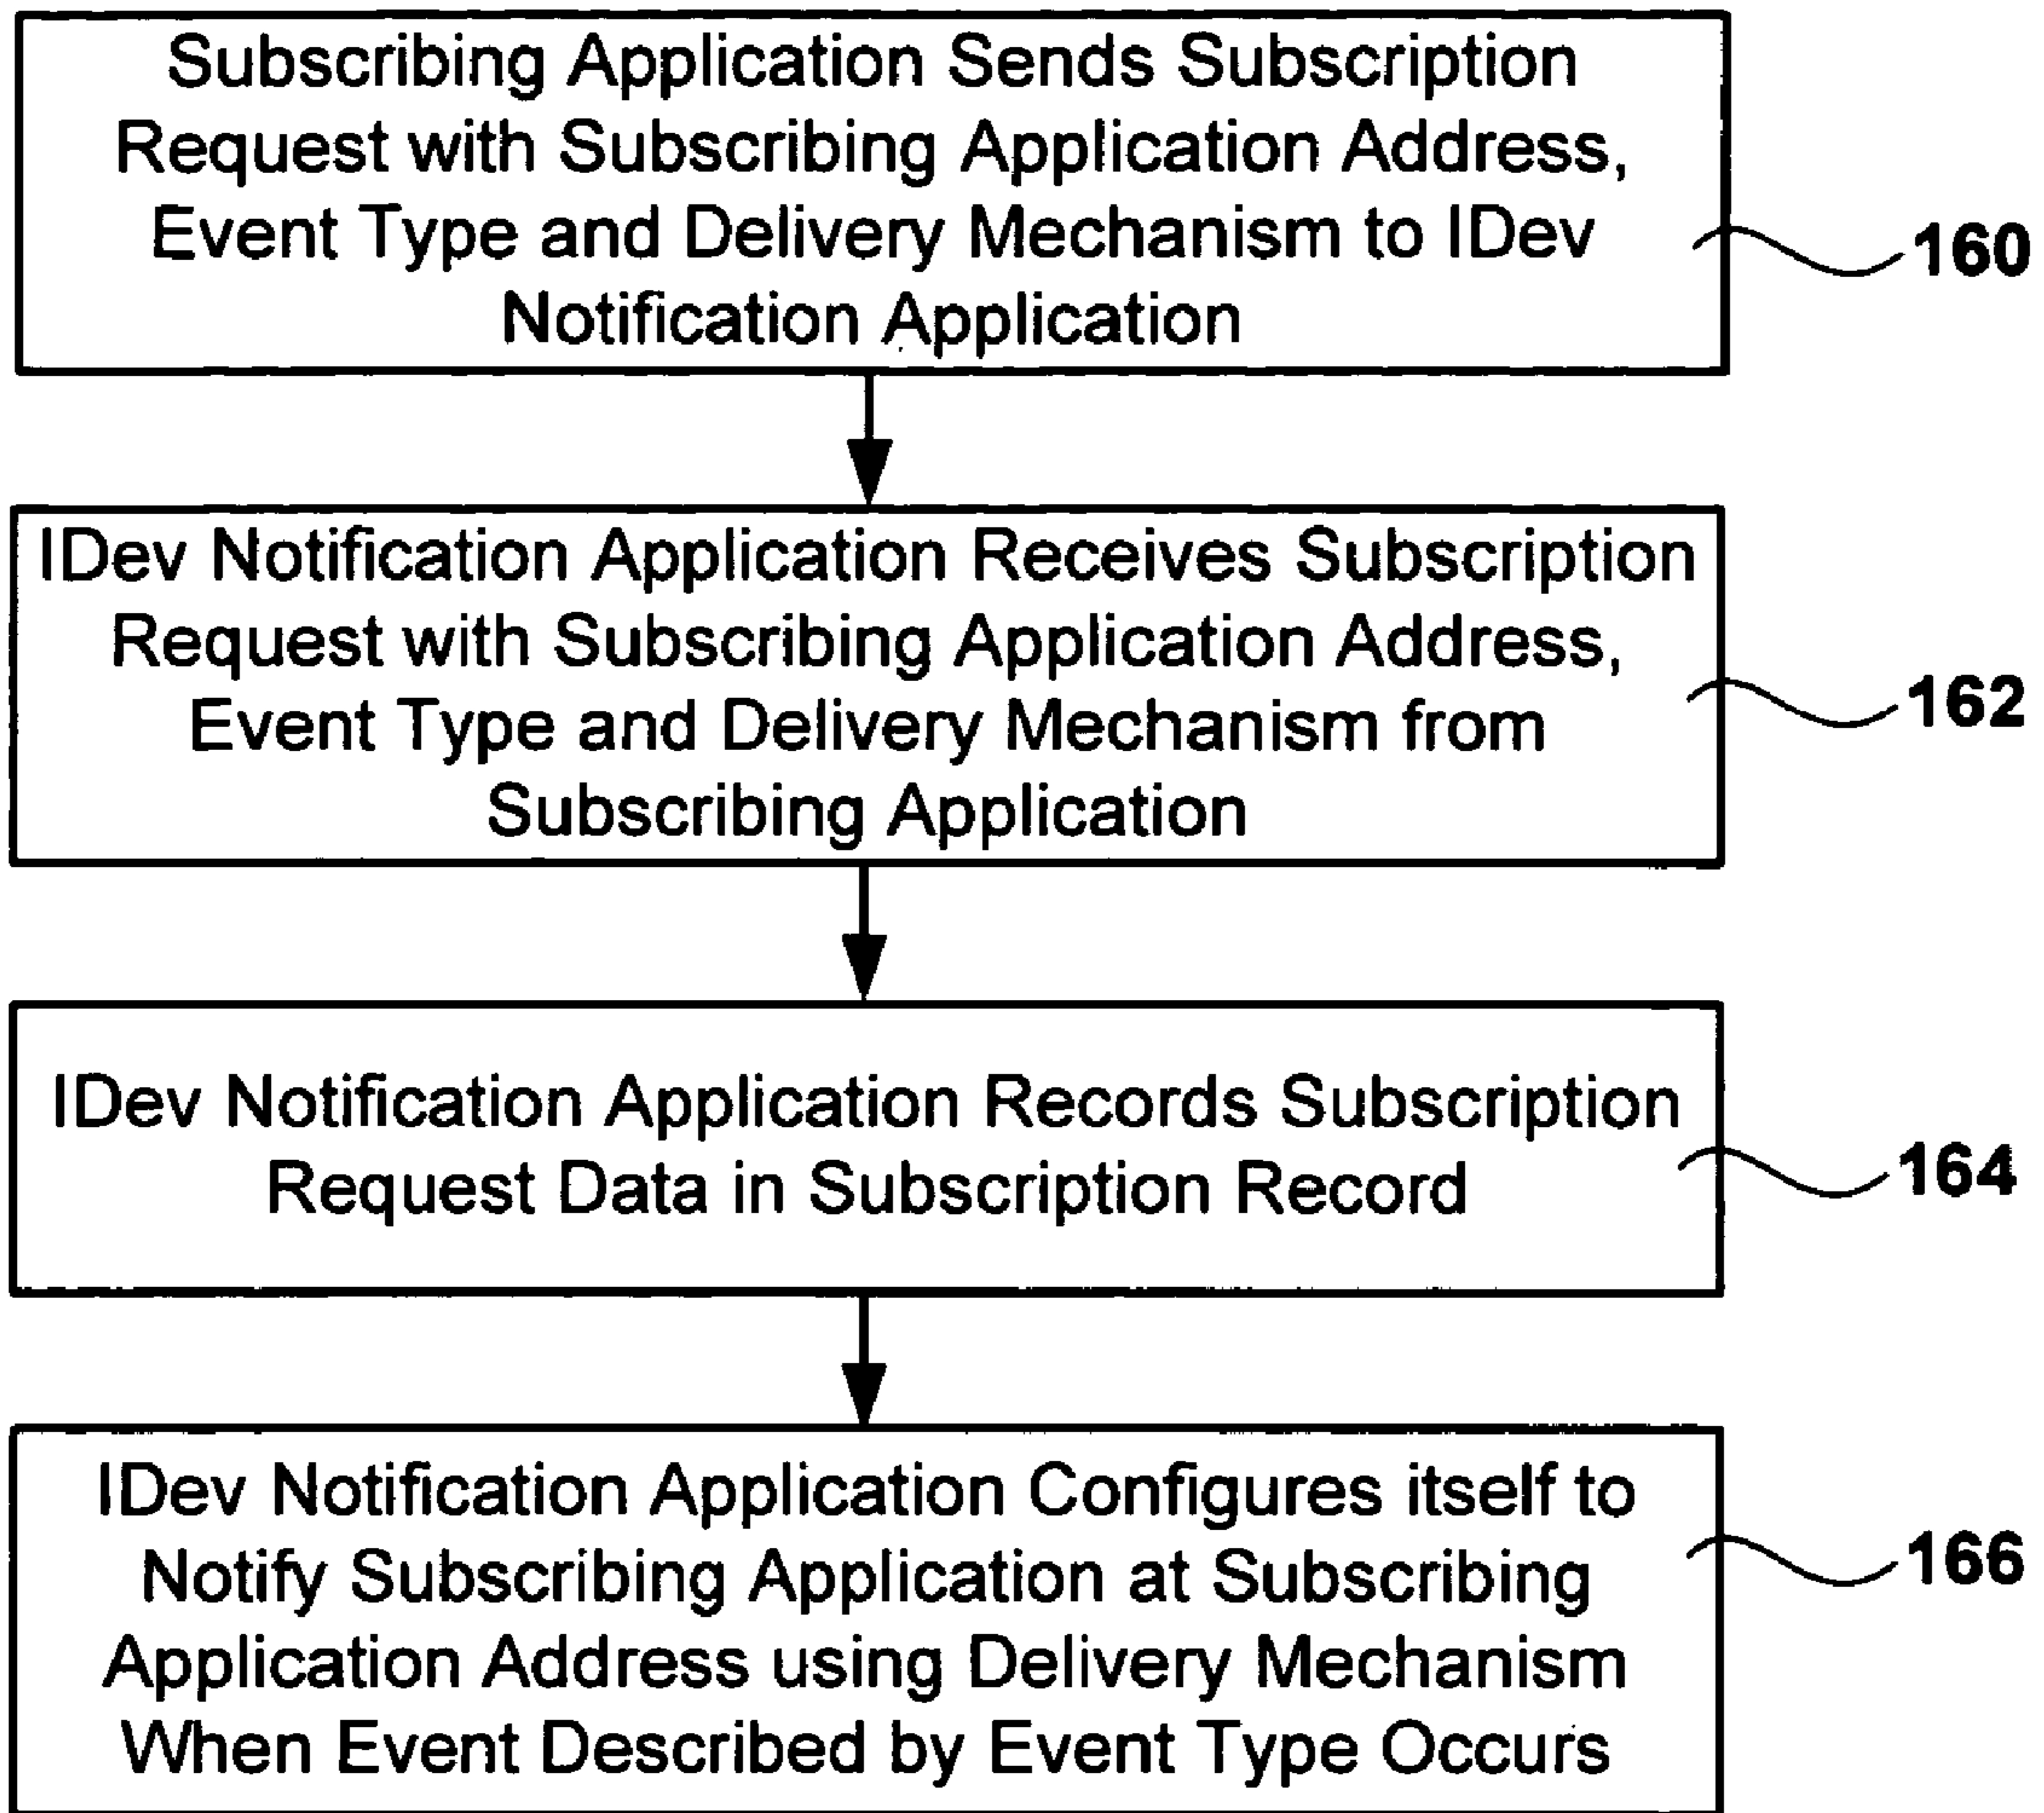 Subscribing Application Sends Subscription
Request with Subscribing Application Address,
Event Type and Delivery Mechanism to IDev
Notification Application
160
IDev Notification Application Receives Subscription
Request with Subscribing Application Address,
Event Type and Delivery Mechanism from
Subscribing Application
162
IDev Notification Application Records Subscription
Request Data in Subscription Record
164
IDev Notification Application Configures itself to
Notify Subscribing Application at Subscribing
Application Address using Delivery Mechanism
When Event Described by Event Type Occurs
166